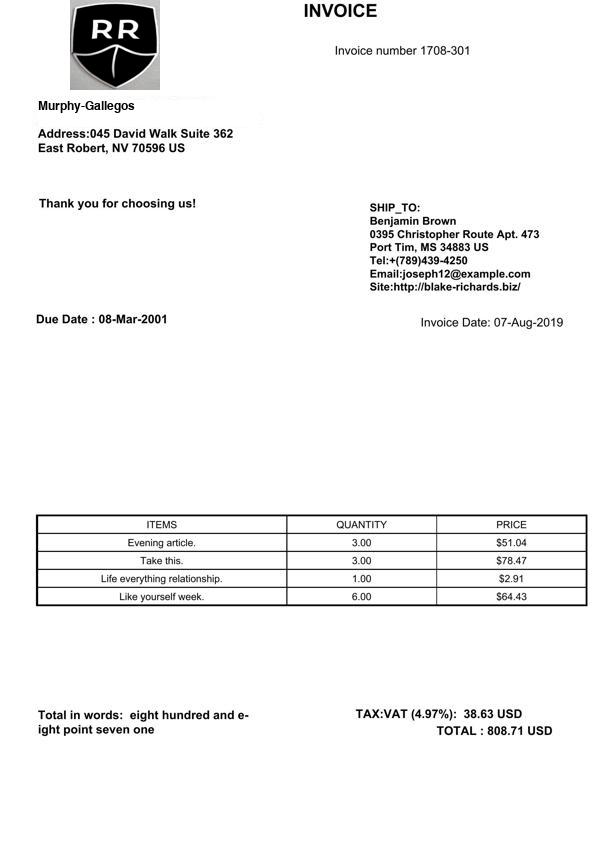 RR
INVOICE
Invoice number 1708-301
Murphy-Gallegos
Address:045 David Walk Suite 362
East Robert, NV 70596 US
Thank you for choosing us!
SHIP_TO:
Benjamin Brown
0395 Christopher Route Apt. 473
Port Tim, MS 34883 US
Tel:+(789)439-4250
Email:joseph12@example.com
Site:http://blake-richards.biz/
Due Date : 08-Mar-2001
Invoice Date: 07-Aug-2019
ITEMS QUANTITY PRICE
Evening article. 3.00 $51.04
Take this. 3.00 $78.47
Life everything relationship. 1.00 $2.91
Like yourself week. 6.00 $64.43
Total in words: eight hundred and e-
ight point seven one
TAX:VAT (4.97%): 38.63 USD
TOTAL : 808.71 USD